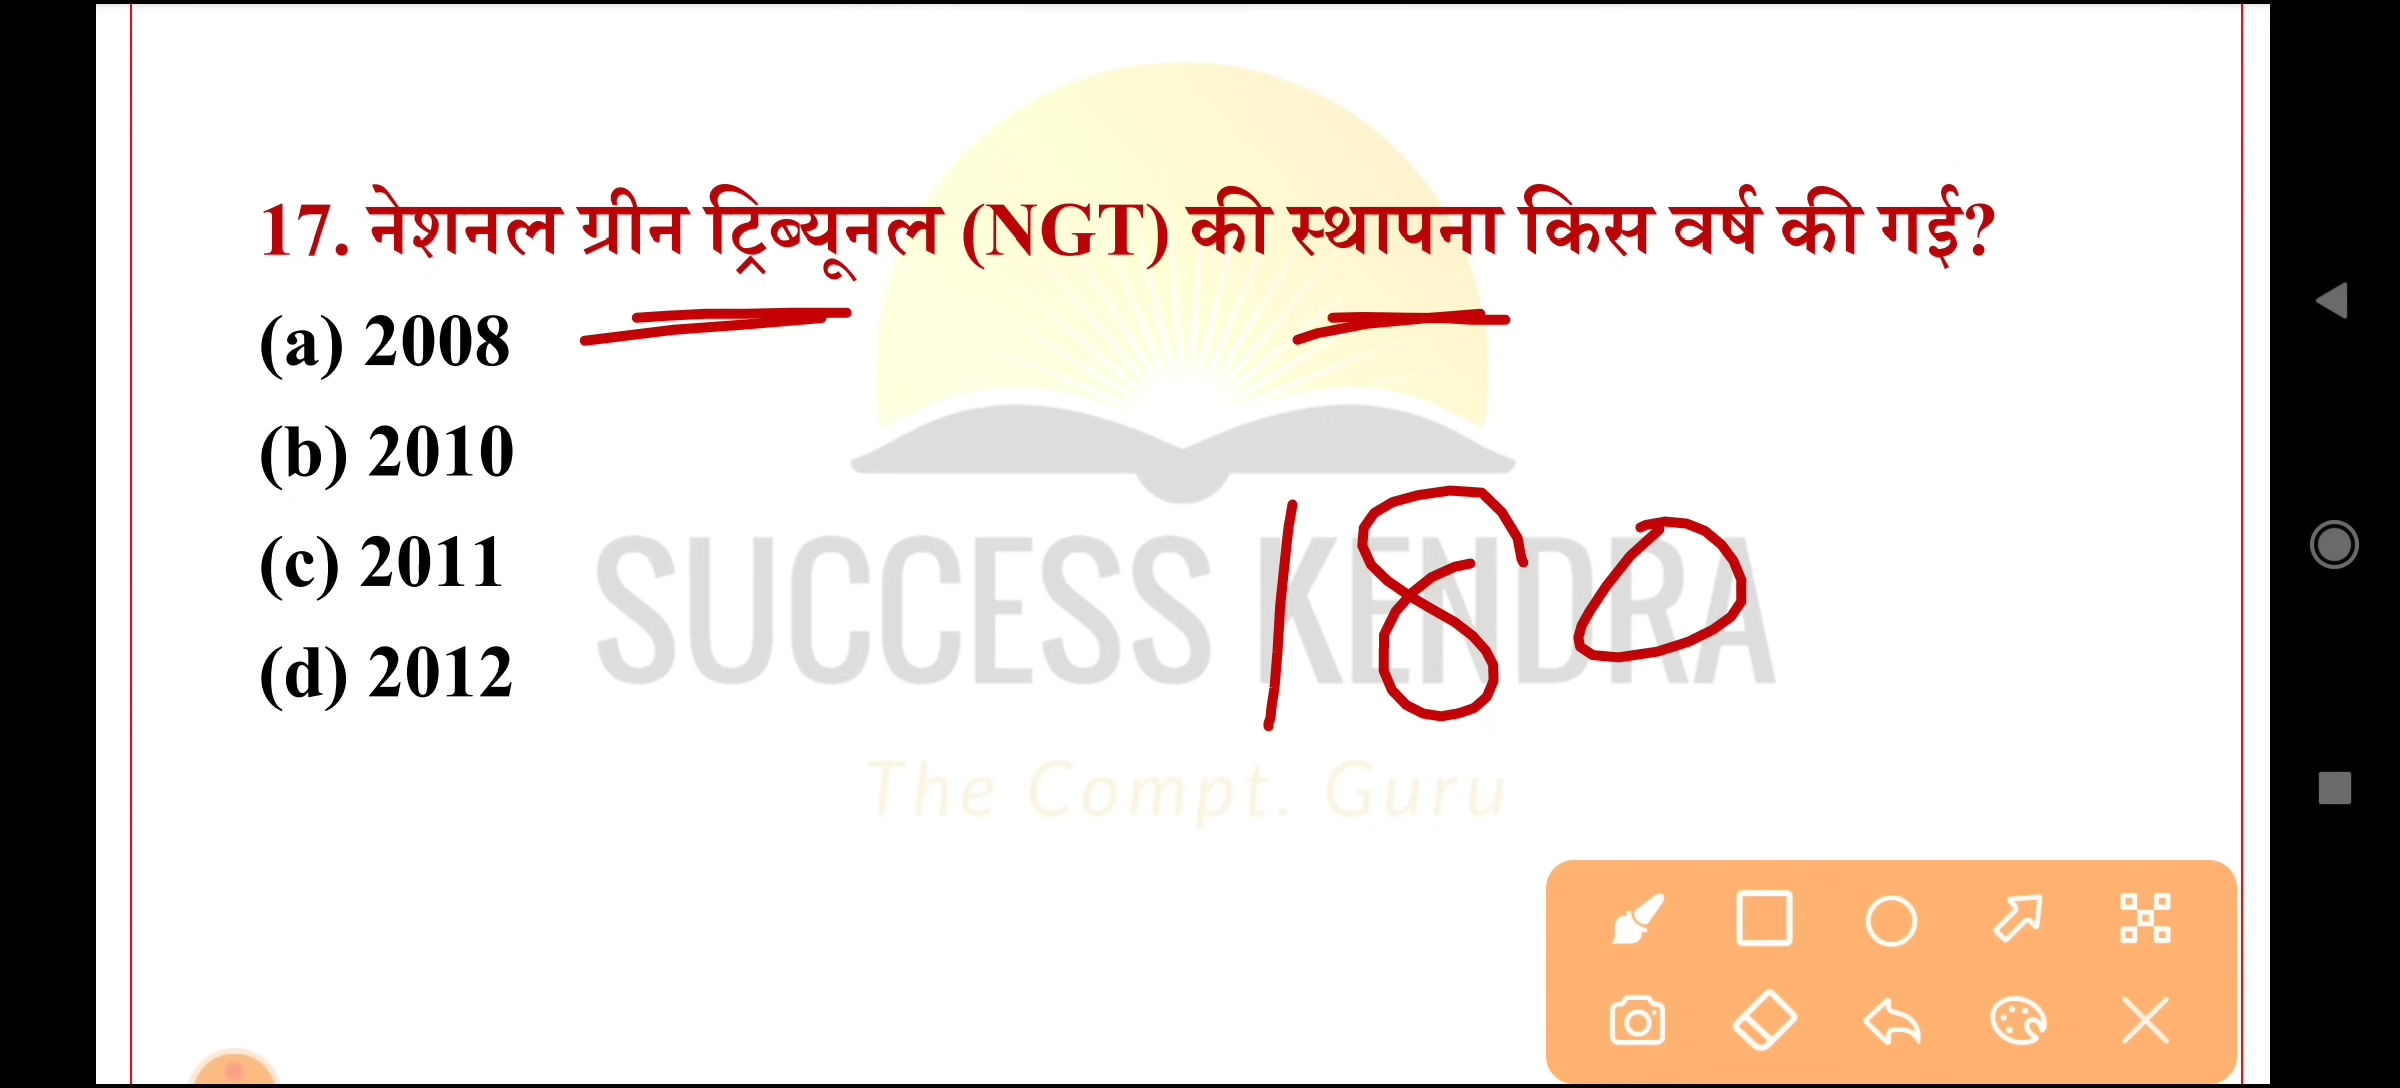 17. नेशनल ग्रीन ट्रिब्यूनल (NGT) की स्थापना किस वर्ष की गई?
(a) 2008
(b) 2010
(c) 2011
(d) 2012
180
SUCCESS KENDRA
The Compt. Guru